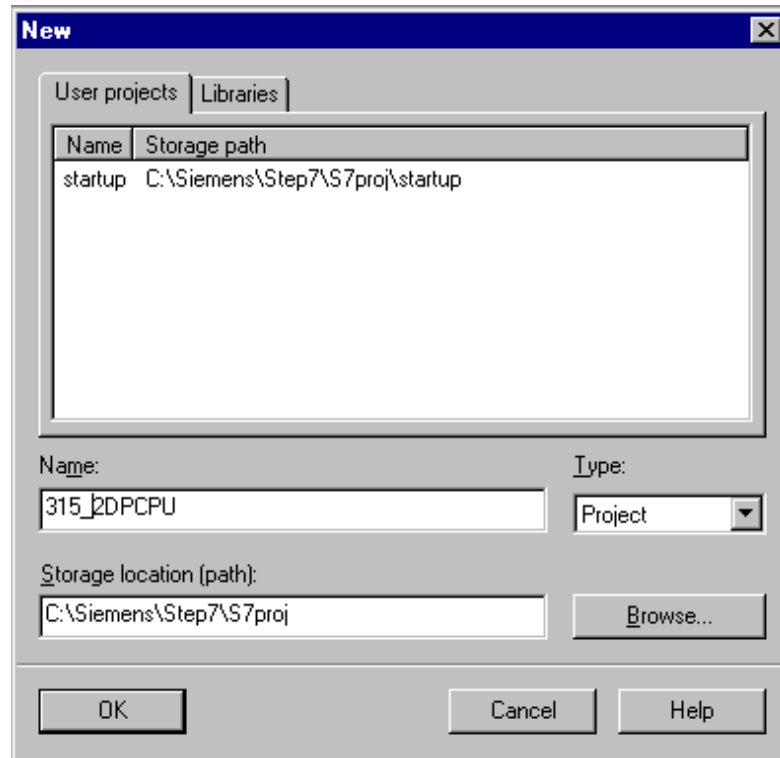 New
User projects Libraries
Name Storage path
startup C:\Siemens\Step7\S7proj\startup
Name: Type:
315_2DPCPU Project
Storage location (path):
C:\Siemens\Step7\S7proj Browse...
OK Cancel Help